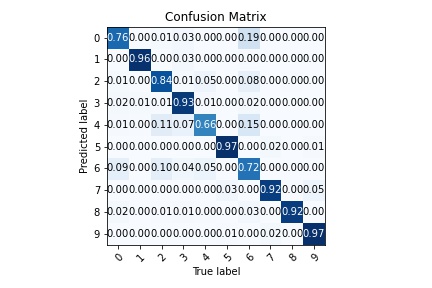 Confusion Matrix
Predicted label
0 0.76 0.00 0.01 0.03 0.00 0.00 0.19 0.00 0.00 0.00
1 0.00 0.96 0.00 0.03 0.00 0.00 0.00 0.00 0.00 0.00
2 0.01 0.00 0.84 0.01 0.05 0.00 0.08 0.00 0.00 0.00
3 0.02 0.01 0.01 0.93 0.01 0.00 0.02 0.00 0.00 0.00
4 0.01 0.00 0.11 0.07 0.66 0.00 0.15 0.00 0.00 0.00
5 0.00 0.00 0.00 0.00 0.00 0.97 0.00 0.02 0.00 0.01
6 0.09 0.00 0.10 0.04 0.05 0.00 0.72 0.00 0.00 0.00
7 0.00 0.00 0.00 0.00 0.00 0.03 0.00 0.92 0.00 0.05
8 0.02 0.00 0.01 0.01 0.00 0.00 0.03 0.00 0.92 0.00
9 0.00 0.00 0.00 0.00 0.00 0.01 0.00 0.02 0.00 0.97
0 1 2 3 4 5 6 7 8 9
True label